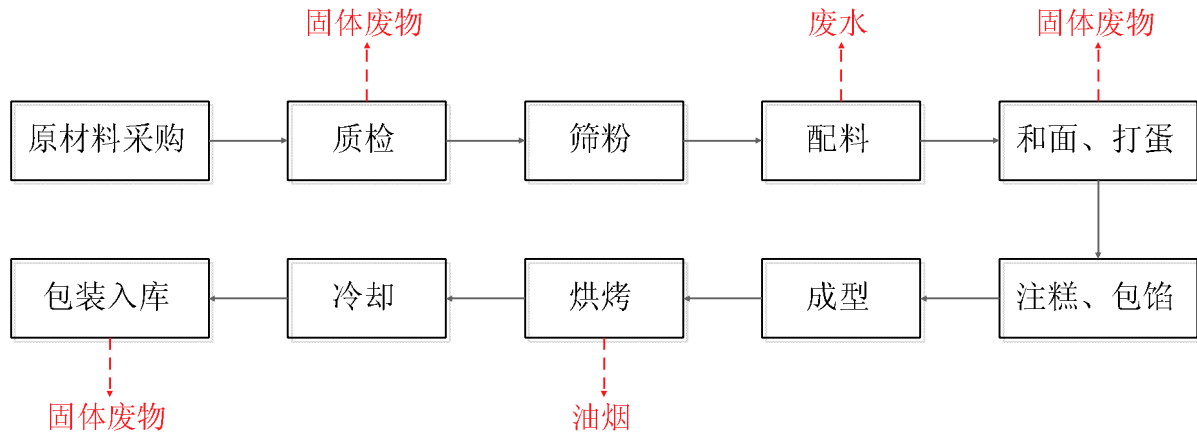 固体废物
废水
固体废物
原材料采购
质检
筛粉
配料
和面、打蛋
包装入库
冷却
烘烤
成型
注糕、包馅
固体废物
油烟